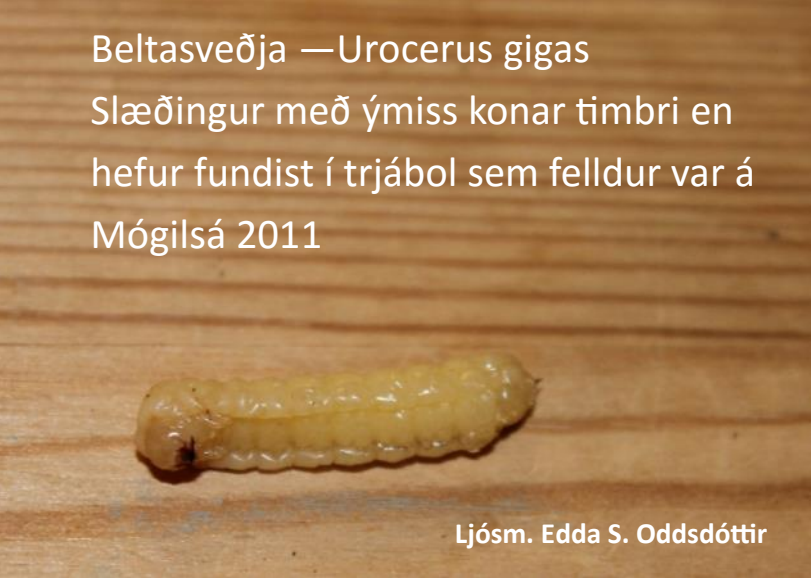 Beltasveðja —Urocerus gigas
Slæðingur með ýmiss konar timbri en
hefur fundist í trjábol sem felldur var á
Mógilsá 2011
Ljósm. Edda S. Oddsdóttir